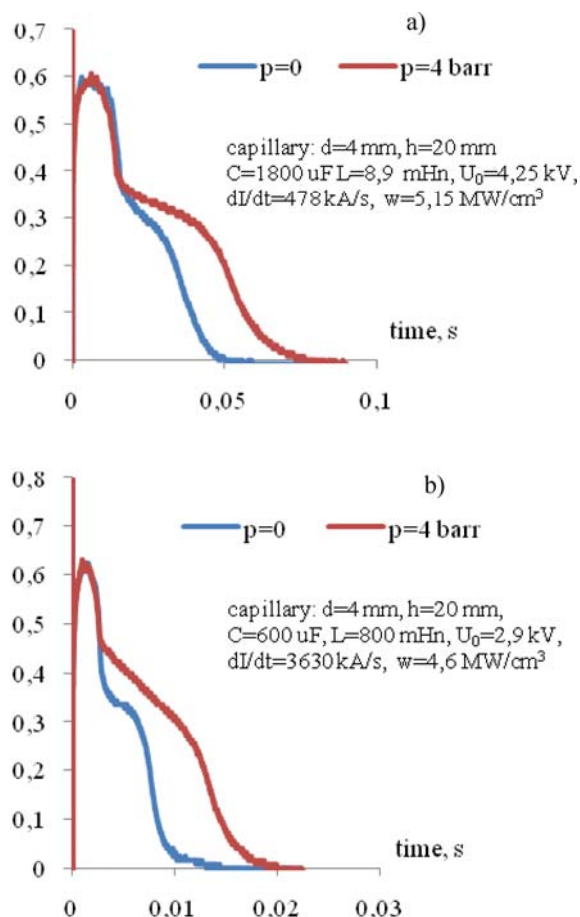 a)
0,7
p=0 p=4 barr
0,6
0,5
capillary: d=4 mm, h=20 mm
C=1800 uF L=8,9 mHn, U₀=4,25 kV,
0,4
dI/dt=478 kA/s, w=5,15 MW/cm³
0,3
0,2
0,1
time, s
0
0 0,05 0,1
b)
0,8
0,7
p=0 p=4 barr
0,6
capillary: d=4 mm, h=20 mm,
0,5
C=600 uF, L=800 mHn, U₀=2,9 kV,
dI/dt=3630 kA/s, w=4,6 MW/cm³
0,4
0,3
0,2
0,1
time, s
0
0 0,01 0,02 0,03